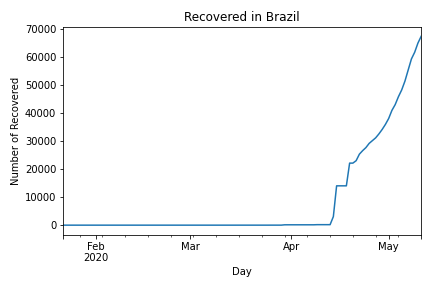 Recovered in Brazil
Number of Recovered
70000
60000
50000
40000
30000
20000
10000
0
Feb
2020
Mar
Apr
May
Day